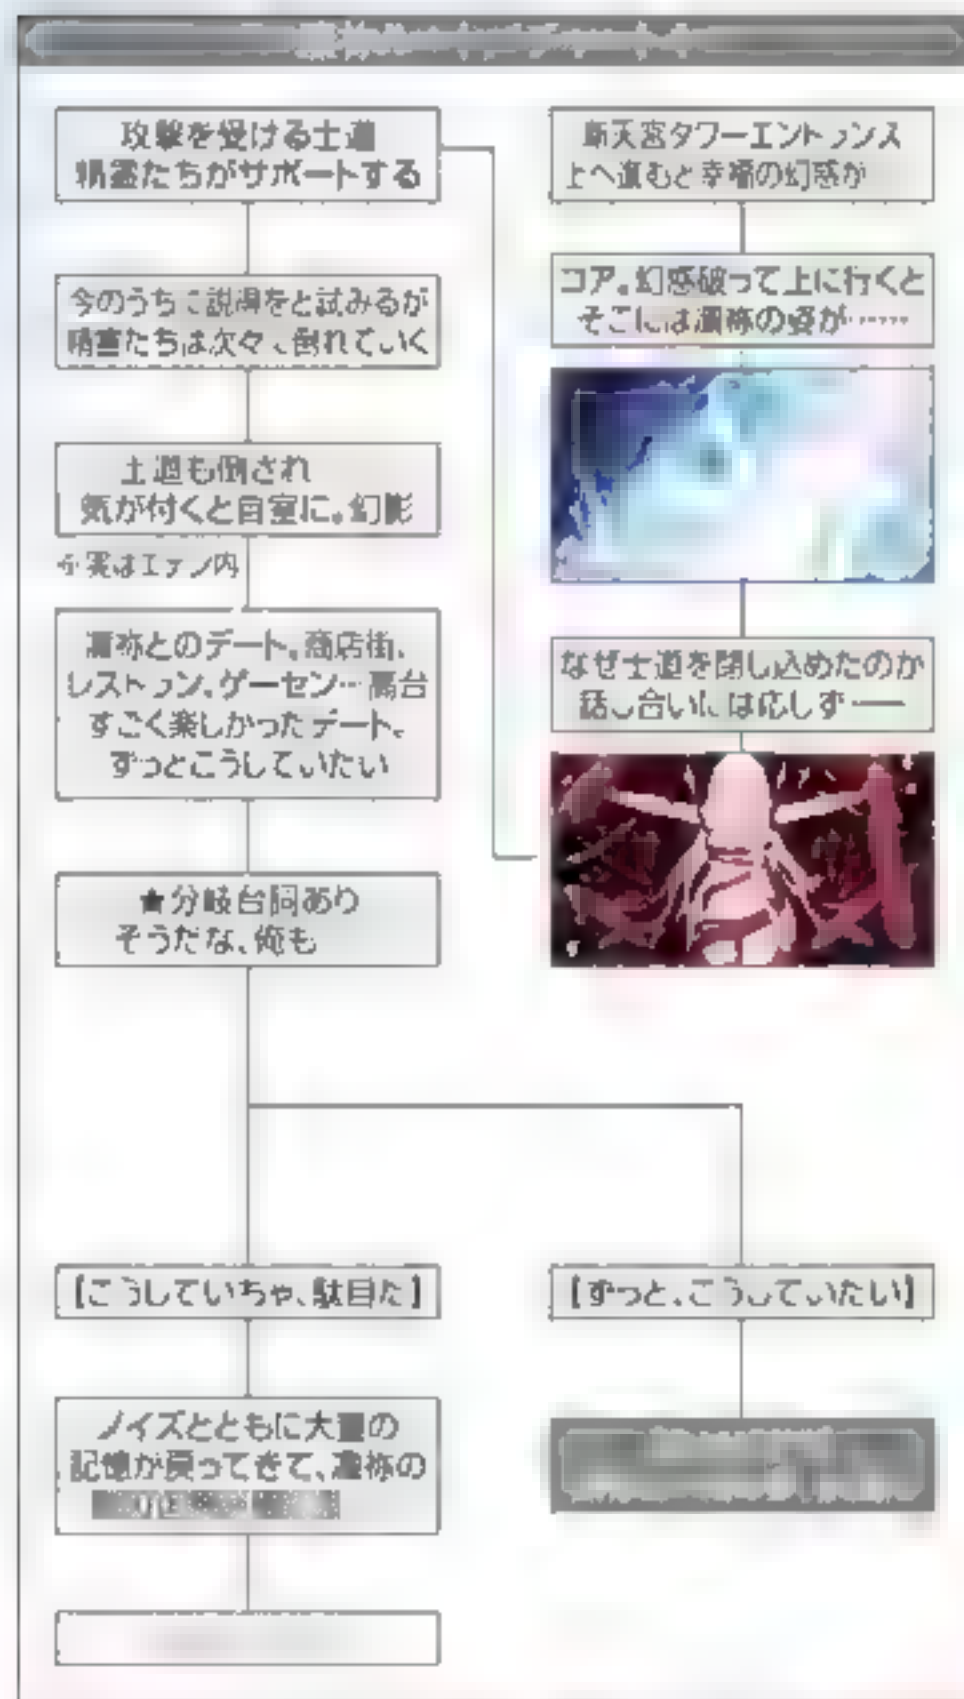 新天宮タワーエントランス
上へ進むと幸福の幻惑が
コア。幻惑破って上に行くと
そこには凜祢の姿が……
なぜ士道を閉じ込めたのか
話し合いには応じず――
攻撃を受ける士道
精霊たちがサポートする
今のうちに説得をと試みるが
精霊たちは次々に倒れていく
士道も倒され
気が付くと自室に。幻影
※実はエデン内
凜祢とのデート。商店街、
レストラン、ゲーセン…高台
すごく楽しかったデート。
ずっとこうしていたい
★分岐台詞あり
そうだな、俺も
【こうしていちゃ、駄目だ】
【ずっと、こうしていたい】
ノイズとともに大量の
記憶が戻ってきて、凜祢の